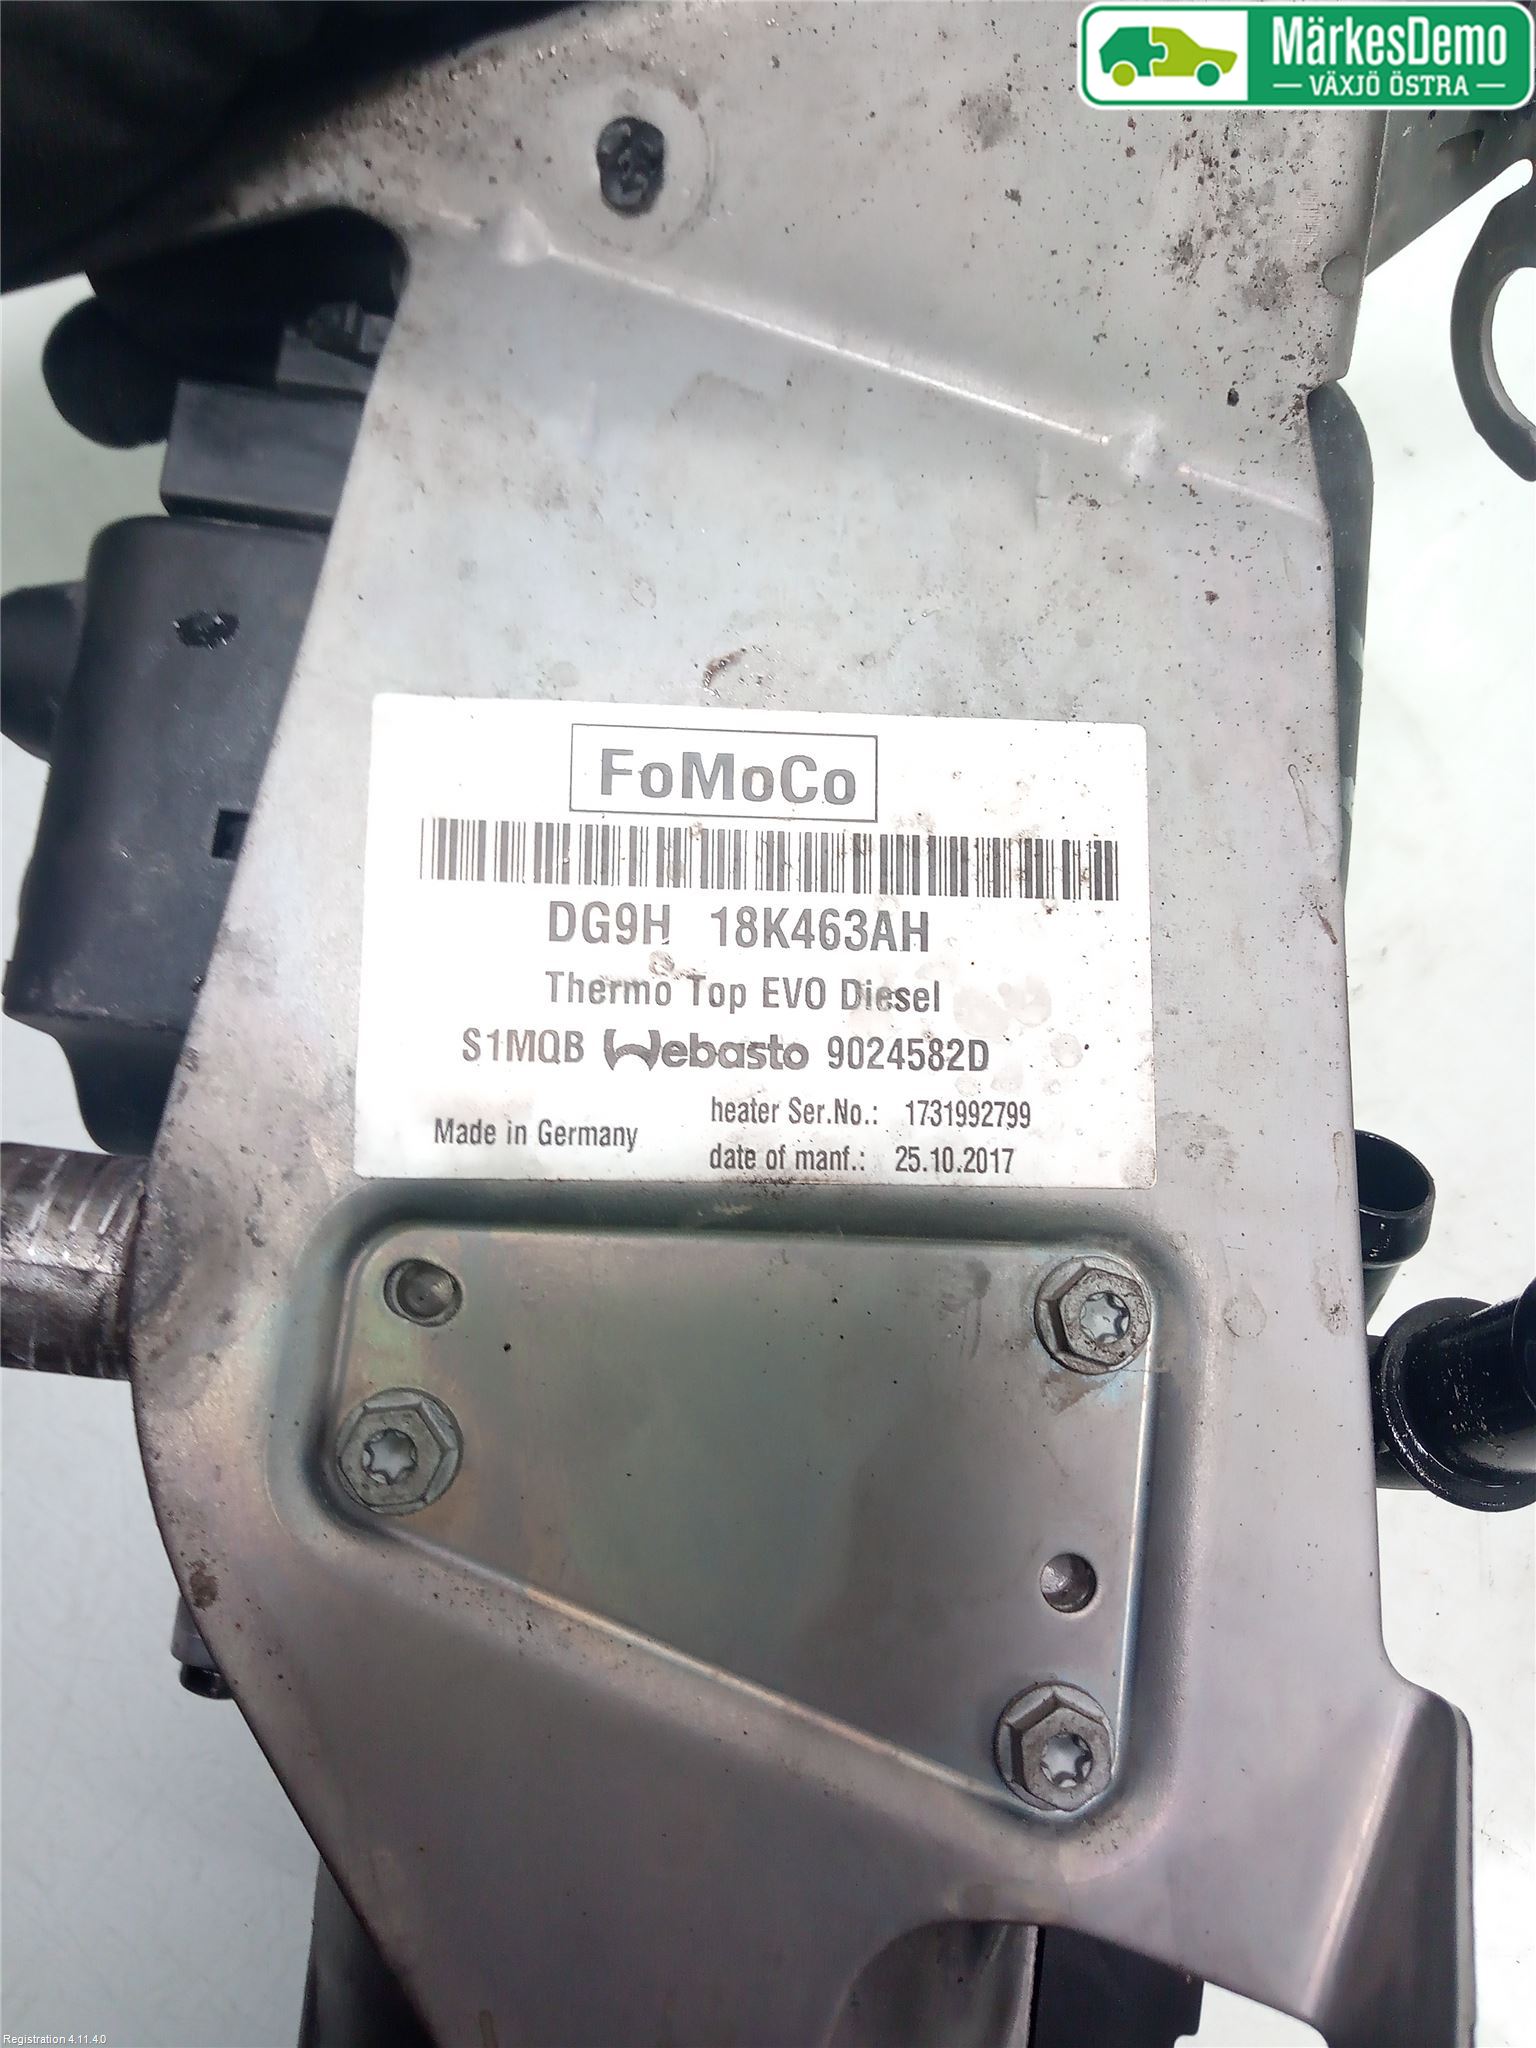 MärkesDemo
VÄXJÖ ÖSTRA
FoMoCo
DG9H 18K463AH
Thermo Top EVO Diesel
S1MQB Webasto 9024582D
heater Ser.No.: 1731992799
Made in Germany
date of manf.: 25.10.2017
Registration 4.11.4.0